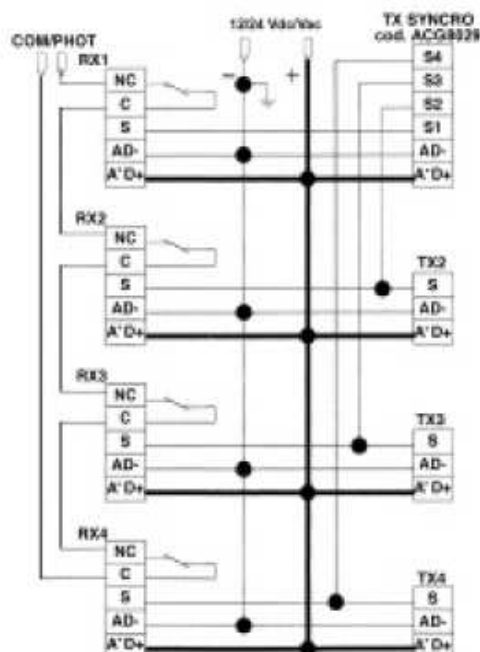 12/24 Vdc/Vac
TX SYNCRO
cod. ACG8029
COM/PHOT
RX1
NC
C
S
AD-
A+D+
− +
S4
S3
S2
S1
AD-
A+D+
RX2
NC
C
S
AD-
A+D+
TX2
S
AD-
A+D+
RX3
NC
C
S
AD-
A+D+
TX3
S
AD-
A+D+
RX4
NC
C
S
AD-
A+D+
TX4
S
AD-
A+D+